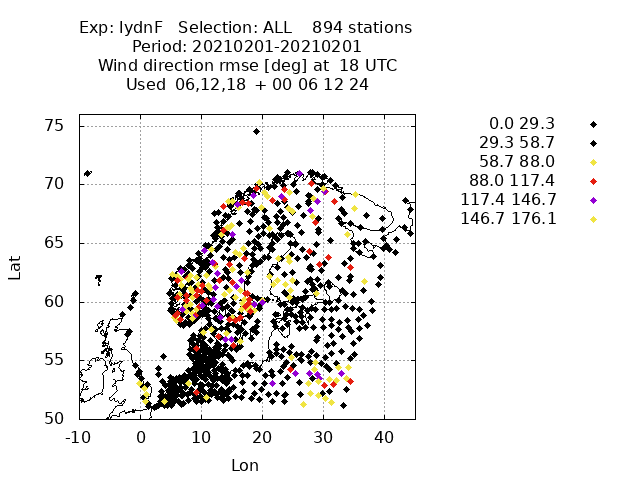 Exp: lydnF   Selection: ALL    894 stations
Period: 20210201-20210201
Wind direction rmse [deg] at  18 UTC
Used  06,12,18  + 00 06 12 24
75
70
65
60
55
50
-10 0 10 20 30 40
Lat
Lon
0.0 29.3
29.3 58.7
58.7 88.0
88.0 117.4
117.4 146.7
146.7 176.1